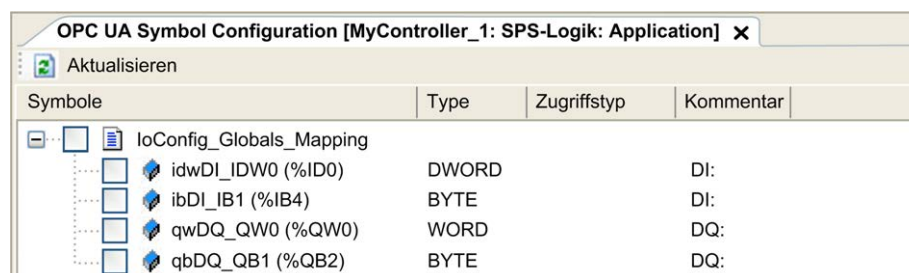 OPC UA Symbol Configuration [MyController_1: SPS-Logik: Application]
Aktualisieren
Symbole Type Zugriffstyp Kommentar
IoConfig_Globals_Mapping
idwDI_IDW0 (%ID0) DWORD DI:
ibDI_IB1 (%IB4) BYTE DI:
qwDQ_QW0 (%QW0) WORD DQ:
qbDQ_QB1 (%QB2) BYTE DQ: